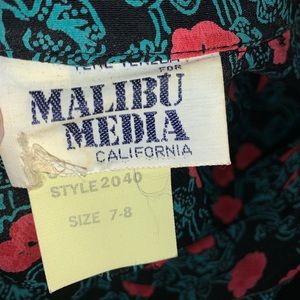 FOR
MALIBU
MEDIA
CALIFORNIA
STYLE 2040
SIZE 7-8